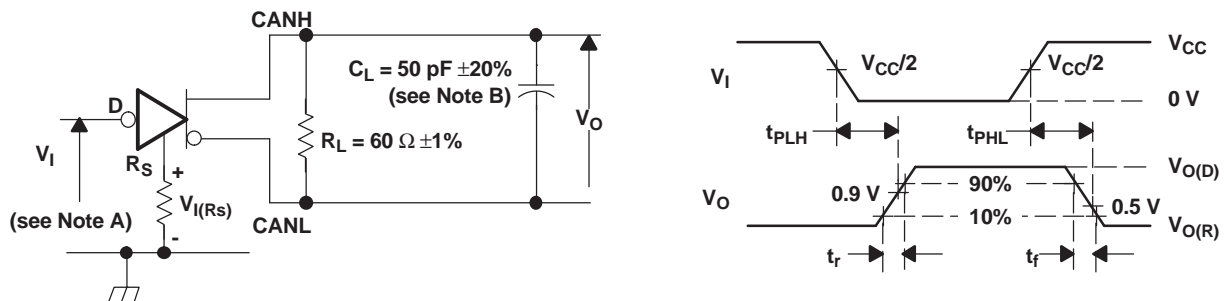 CANH
D
V_I
R_S
+
V_I(Rs)
-
(see Note A)
C_L = 50 pF ±20%
(see Note B)
R_L = 60 Ω ±1%
V_O
CANL
V_I
V_CC/2
V_CC/2
V_CC
0 V
t_PLH
t_PHL
V_O
0.9 V
90%
10%
0.5 V
V_O(D)
V_O(R)
t_r
t_f